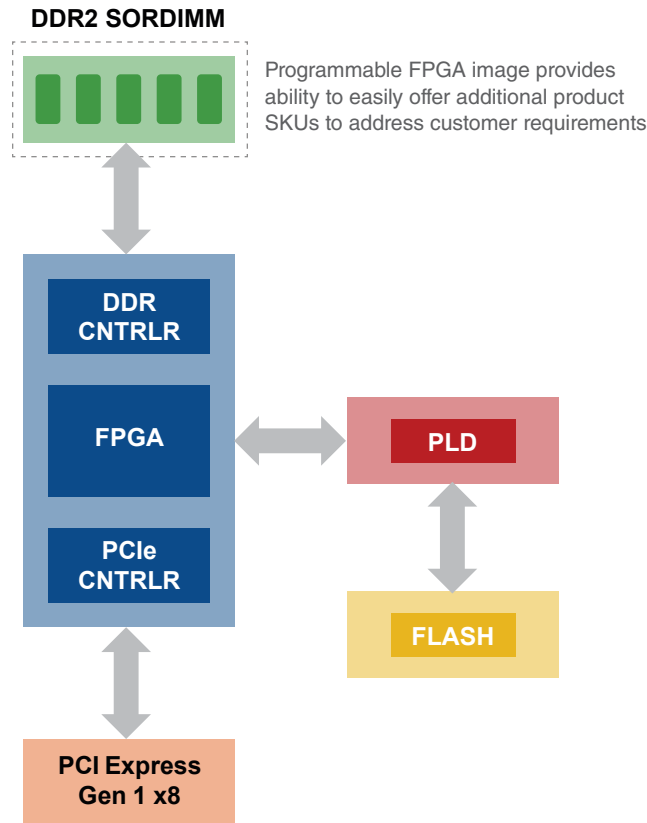 DDR2 SORDIMM
Programmable FPGA image provides
ability to easily offer additional product
SKUs to address customer requirements
DDR
CNTRLR
FPGA
PLD
PCIe
CNTRLR
FLASH
PCI Express
Gen 1 x8